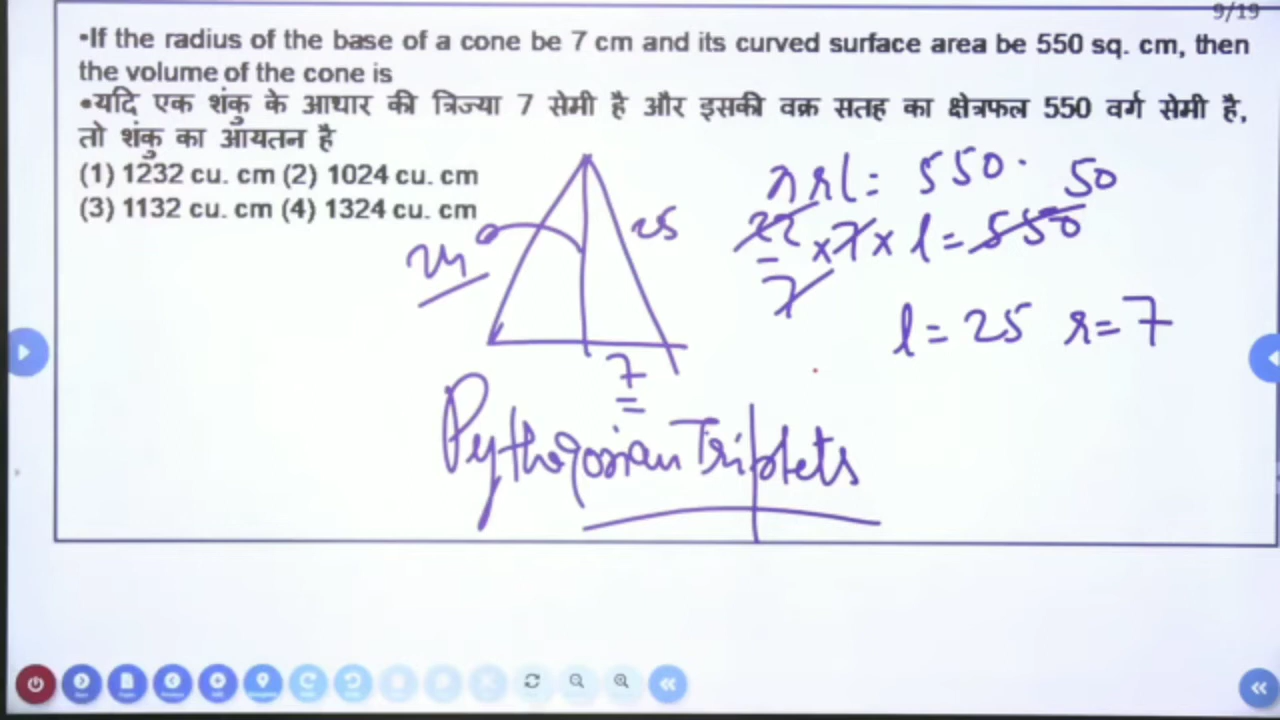 9/19
•If the radius of the base of a cone be 7 cm and its curved surface area be 550 sq. cm, then
the volume of the cone is
•यदि एक शंकु के आधार की त्रिज्या 7 सेमी है और इसकी वक्र सतह का क्षेत्रफल 550 वर्ग सेमी है,
तो शंकु का आयतन है
(1) 1232 cu. cm (2) 1024 cu. cm
(3) 1132 cu. cm (4) 1324 cu. cm
πrl = 550.
50
22/7 × 7 × l = 550
l = 25 r = 7
25
24
7
Pythagorian Triplets